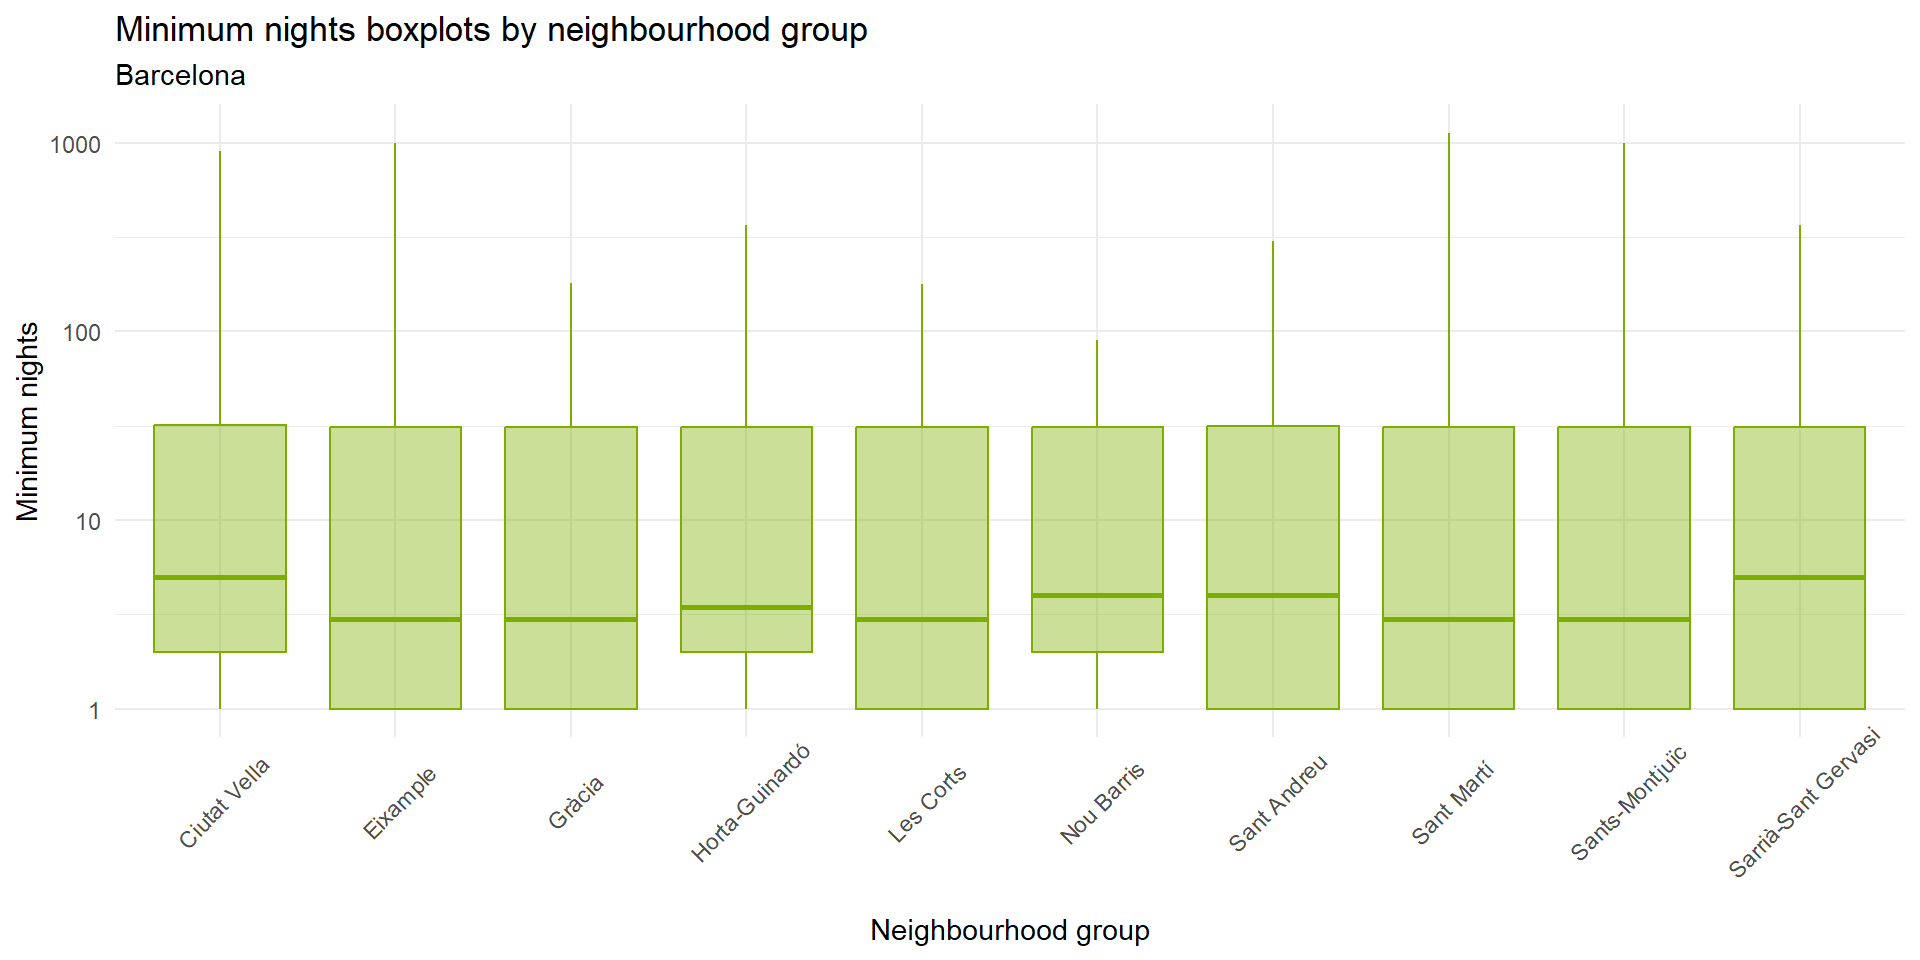 Minimum nights boxplots by neighbourhood group
Barcelona
Minimum nights
1000
100
10
1
Ciutat Vella
Eixample
Gràcia
Horta-Guinardó
Les Corts
Nou Barris
Sant Andreu
Sant Martí
Sants-Montjuïc
Sarrià-Sant Gervasi
Neighbourhood group